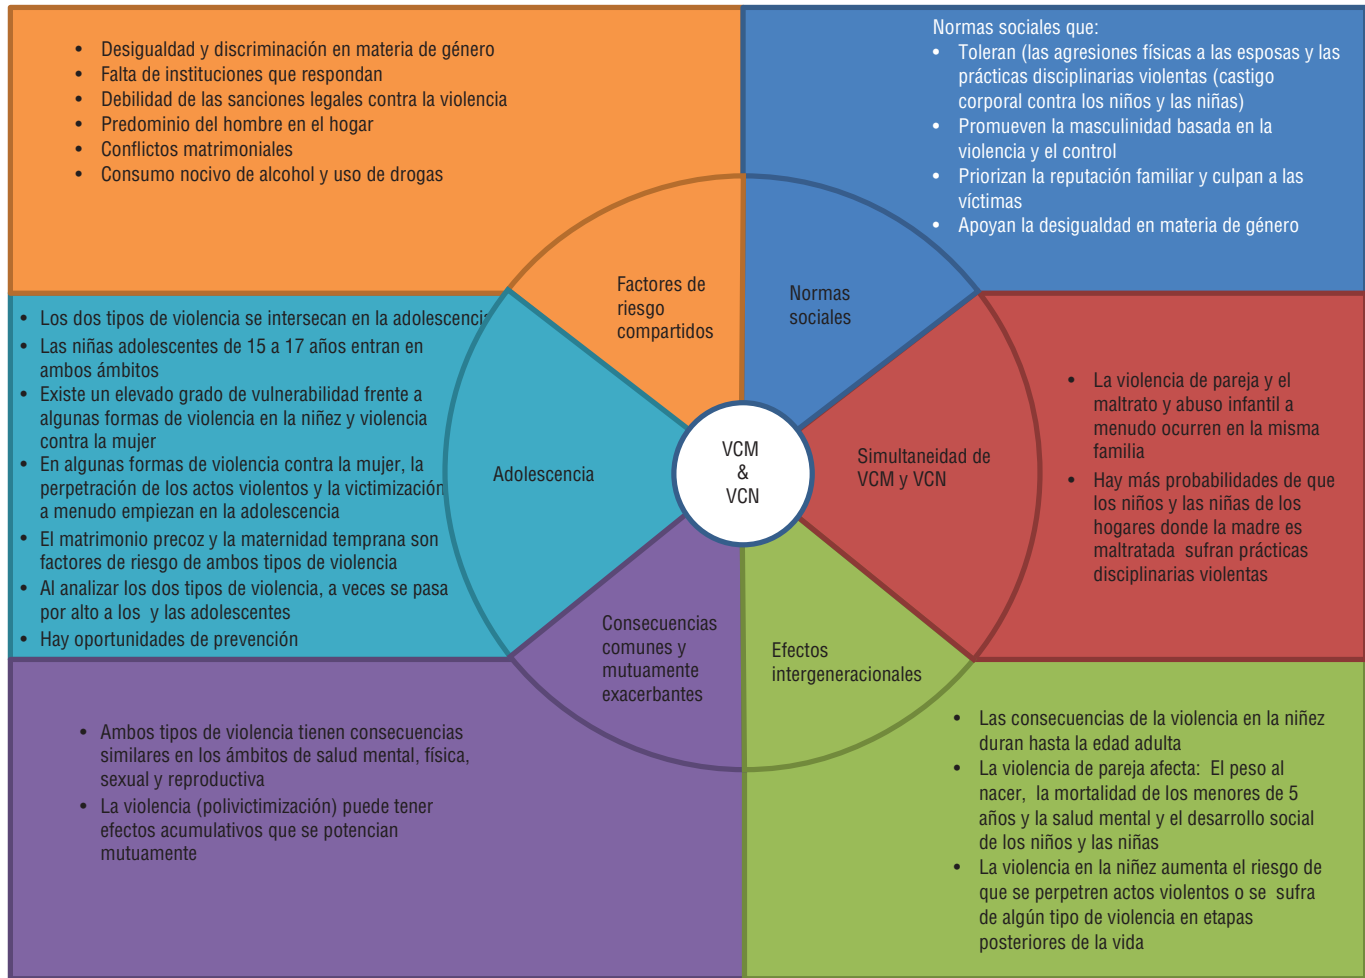 • Desigualdad y discriminación en materia de género
• Falta de instituciones que respondan
• Debilidad de las sanciones legales contra la violencia
• Predominio del hombre en el hogar
• Conflictos matrimoniales
• Consumo nocivo de alcohol y uso de drogas
Normas sociales que:
• Toleran (las agresiones físicas a las esposas y las
prácticas disciplinarias violentas (castigo
corporal contra los niños y las niñas)
• Promueven la masculinidad basada en la
violencia y el control
• Priorizan la reputación familiar y culpan a las
víctimas
• Apoyan la desigualdad en materia de género
Factores de
riesgo
compartidos
Normas
sociales
• Los dos tipos de violencia se intersecan en la adolescencia
• Las niñas adolescentes de 15 a 17 años entran en
ambos ámbitos
• Existe un elevado grado de vulnerabilidad frente a
algunas formas de violencia en la niñez y violencia
contra la mujer
• En algunas formas de violencia contra la mujer, la
perpetración de los actos violentos y la victimización
a menudo empiezan en la adolescencia
• El matrimonio precoz y la maternidad temprana son
factores de riesgo de ambos tipos de violencia
• Al analizar los dos tipos de violencia, a veces se pasa
por alto a los y las adolescentes
• Hay oportunidades de prevención
Adolescencia
VCM
&
VCN
Simultaneidad de
VCM y VCN
• La violencia de pareja y el
maltrato y abuso infantil a
menudo ocurren en la misma
familia
• Hay más probabilidades de que
los niños y las niñas de los
hogares donde la madre es
maltratada sufran prácticas
disciplinarias violentas
Consecuencias
comunes y
mutuamente
exacerbantes
Efectos
intergeneracionales
• Ambos tipos de violencia tienen consecuencias
similares en los ámbitos de salud mental, física,
sexual y reproductiva
• La violencia (polivictimización) puede tener
efectos acumulativos que se potencian
mutuamente
• Las consecuencias de la violencia en la niñez
duran hasta la edad adulta
• La violencia de pareja afecta: El peso al
nacer, la mortalidad de los menores de 5
años y la salud mental y el desarrollo social
de los niños y las niñas
• La violencia en la niñez aumenta el riesgo de
que se perpetren actos violentos o se sufra
de algún tipo de violencia en etapas
posteriores de la vida